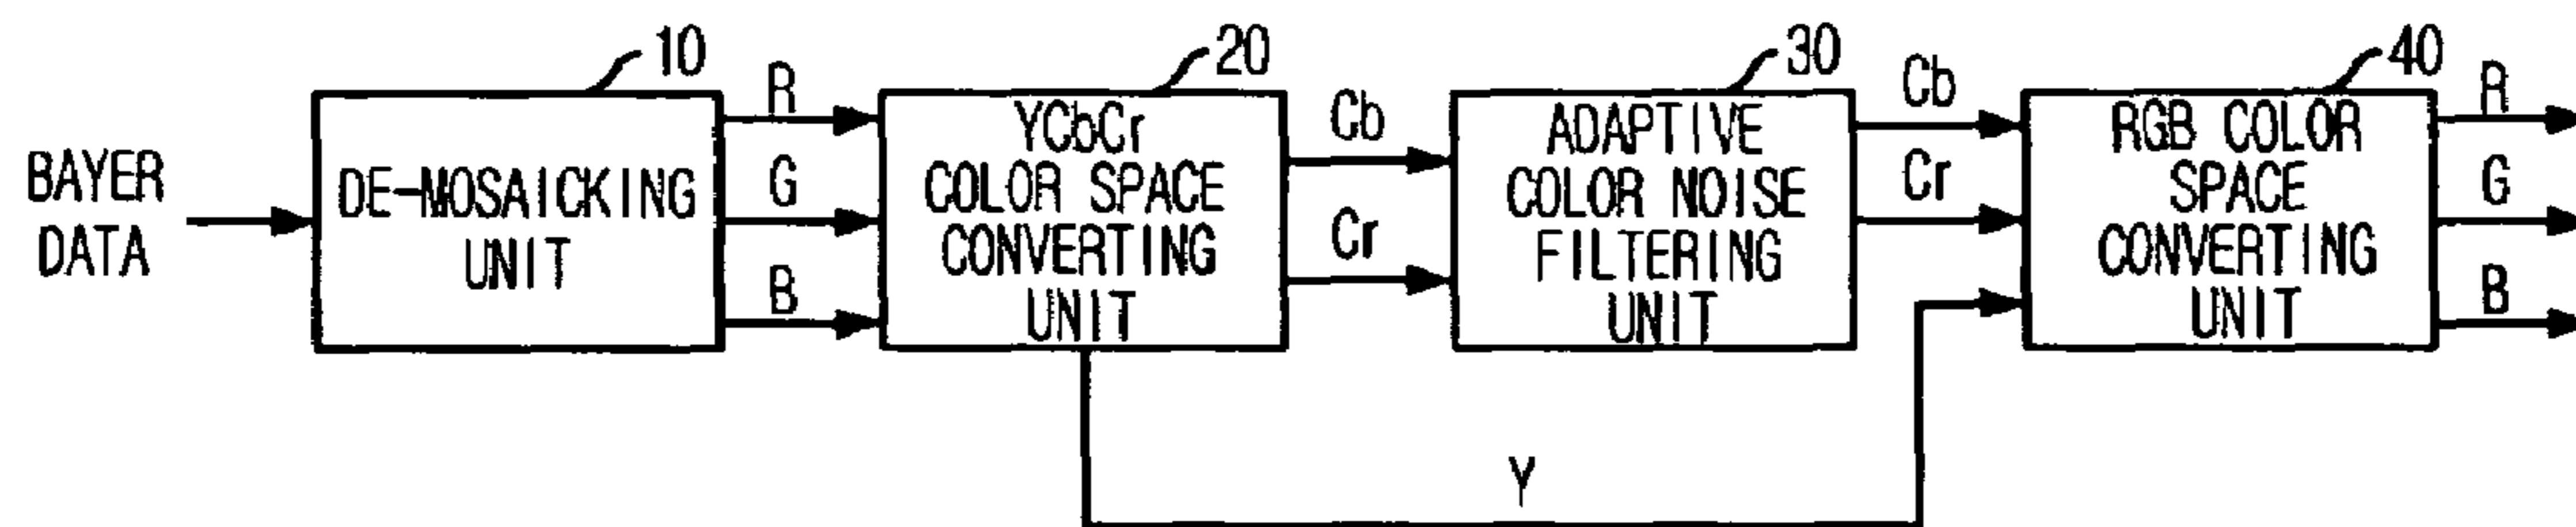 BAYER
DATA
10
DE-MOSAICKING
UNIT
R
G
B
20
YCbCr
COLOR SPACE
CONVERTING
UNIT
Cb
Cr
Y
30
ADAPTIVE
COLOR NOISE
FILTERING
UNIT
Cb
Cr
40
RGB COLOR
SPACE
CONVERTING
UNIT
R
G
B